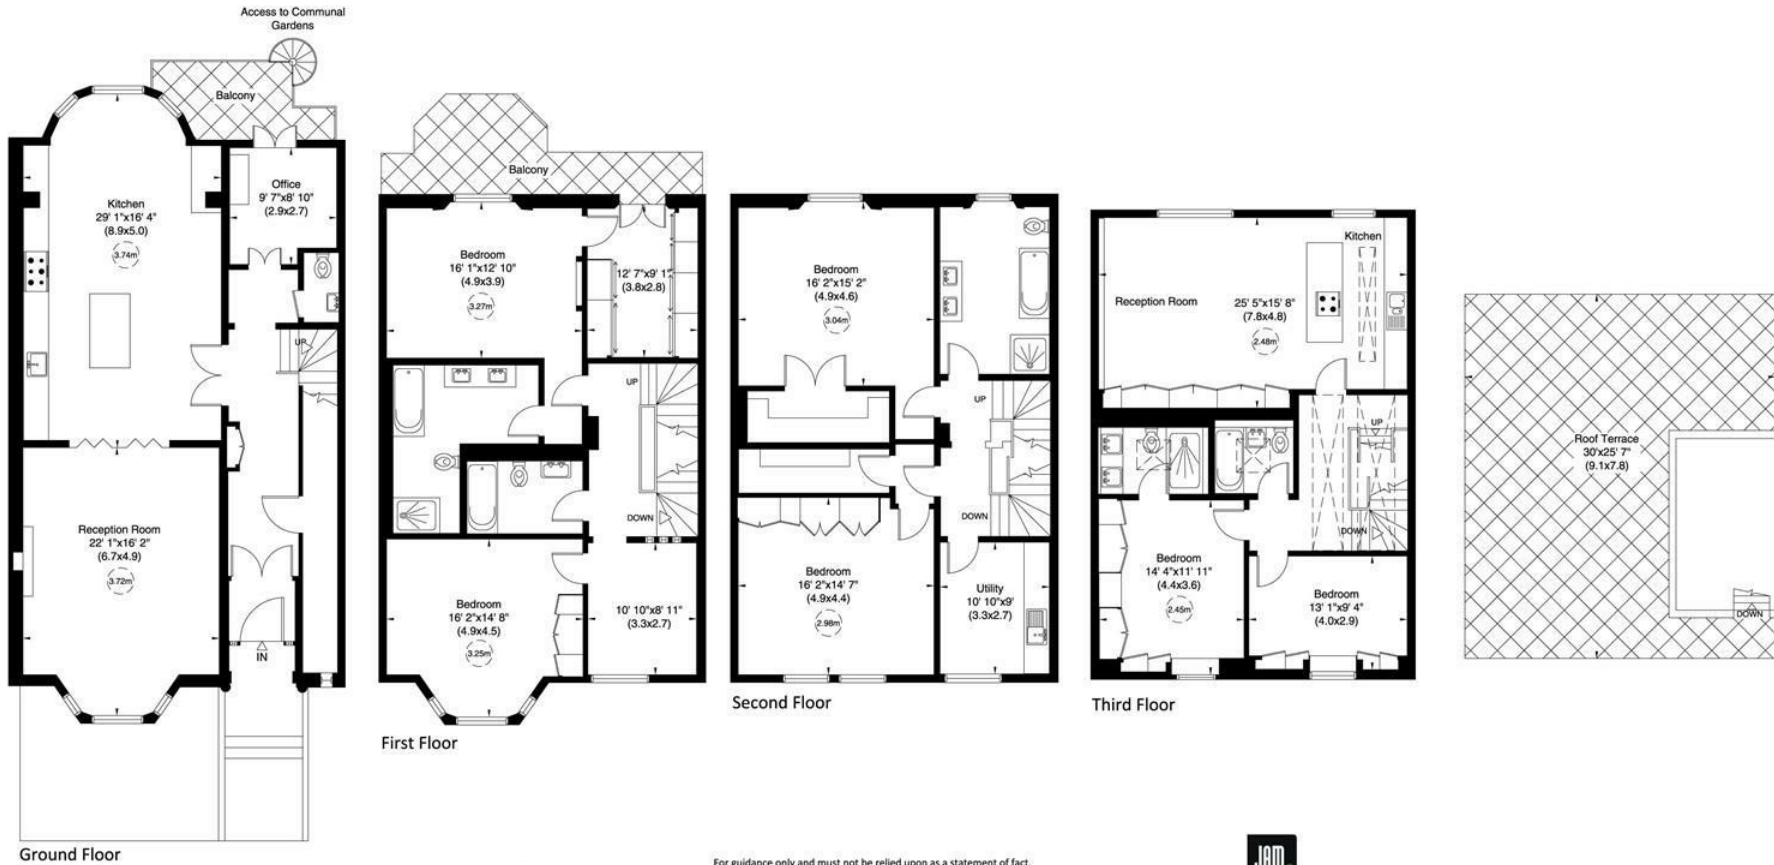 Access to Communal
Gardens
Balcony
Office
9' 7"x8' 10"
(2.9x2.7)
Kitchen
29' 1"x16' 4"
(8.9x5.0)
3.74m
UP
Reception Room
22' 1"x16' 2"
(6.7x4.9)
3.72m
IN
Ground Floor
Balcony
Bedroom
16' 1"x12' 10"
(4.9x3.9)
3.27m
12' 7"x9' 1"
(3.8x2.8)
UP
DOWN
Bedroom
16' 2"x14' 8"
(4.9x4.5)
3.25m
10' 10"x8' 11"
(3.3x2.7)
First Floor
Bedroom
16' 2"x15' 2"
(4.9x4.6)
3.04m
UP
DOWN
Bedroom
16' 2"x14' 7"
(4.9x4.4)
2.98m
Utility
10' 10"x9'
(3.3x2.7)
Second Floor
Kitchen
Reception Room
25' 5"x15' 8"
(7.8x4.8)
2.48m
UP
DOWN
Bedroom
14' 4"x11' 11"
(4.4x3.6)
2.45m
Bedroom
13' 1"x9' 4"
(4.0x2.9)
Third Floor
Roof Terrace
30'x25' 7"
(9.1x7.8)
DOWN
For guidance only and must not be relied upon as a statement of fact.
JAM